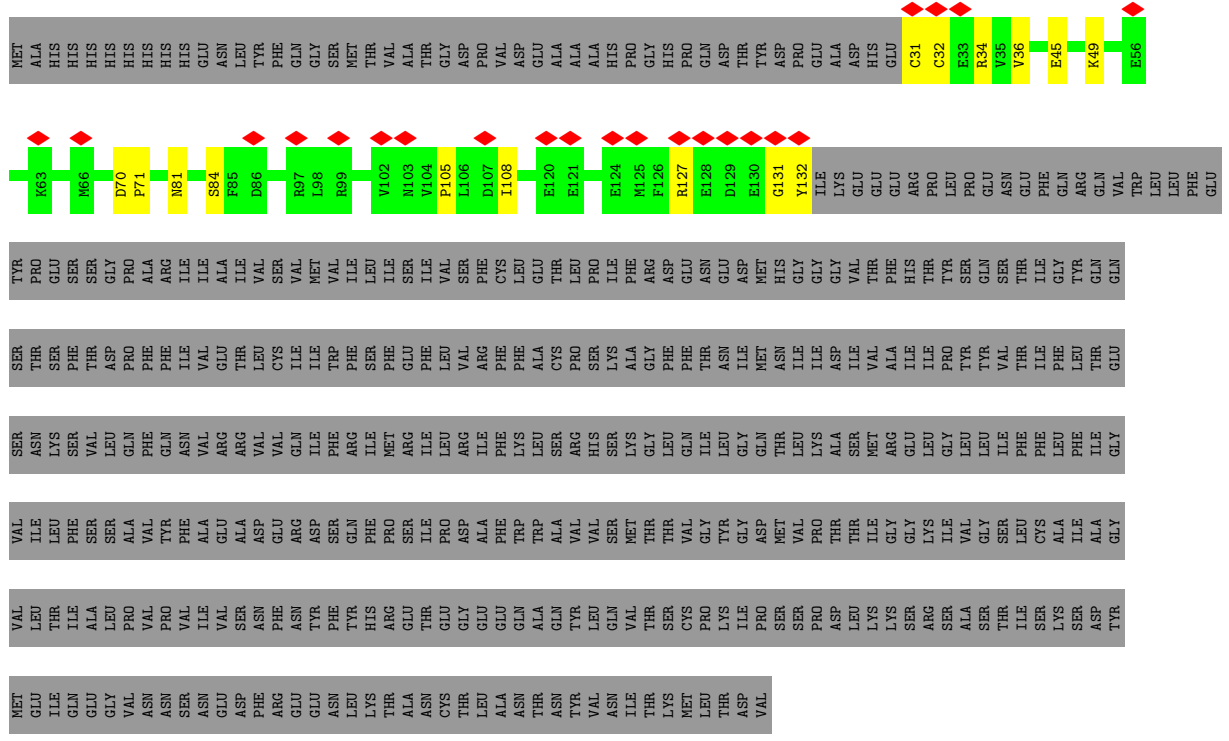 MET ALA HIS HIS HIS HIS HIS HIS HIS HIS HIS HIS GLU ASN LEU TYR PHE GLN GLY SER MET THR VAL ALA THR GLY ASP PRO VAL ASP GLU ALA ALA ALA HIS PRO GLY HIS PRO GLN ASP THR TYR ASP PRO GLU ALA ASP HIS GLU C31 C32 E33 R34 V35 V36 E45 K49 E56
K63 M66 D70 P71 N81 S84 F85 D86 R97 L98 R99 V102 N103 V104 P105 L106 D107 I108 E120 E121 E124 M125 F126 R127 E128 D129 E130 G131 Y132 ILE LYS GLU GLU GLU ARG PRO LEU PRO GLU ASN GLU PHE GLN ARG GLN VAL TRP LEU LEU PHE GLU
TYR PRO GLU SER SER GLY PRO ALA ARG ILE ILE ALA ILE VAL SER VAL MET VAL ILE LEU ILE SER ILE VAL SER PHE CYS LEU GLU THR LEU PRO ILE PHE ARG ASP GLU ASN GLU ASP MET HIS GLY GLY GLY VAL THR PHE HIS THR TYR SER GLN SER THR ILE GLY TYR GLN GLN
SER THR SER PHE THR ASP PRO PHE PHE ILE VAL GLU THR LEU CYS ILE ILE TRP PHE SER PHE GLU PHE LEU VAL ARG PHE PHE ALA CYS PRO SER LYS ALA GLY PHE PHE THR ASN ILE MET ASN ILE ILE ASP ILE VAL ALA ILE ILE PRO TYR TYR VAL THR ILE PHE LEU THR GLU
SER ASN LYS SER VAL LEU GLN PHE GLN ASN VAL ARG ARG VAL VAL GLN ILE PHE ARG ILE MET ARG ILE LEU ARG ILE PHE LYS LEU SER ARG HIS SER LYS GLY LEU GLN ILE LEU GLY GLN THR LEU LYS ALA SER MET ARG GLU LEU GLY LEU LEU ILE PHE PHE LEU PHE ILE GLY
VAL ILE LEU PHE SER SER ALA VAL TYR PHE ALA GLU ALA ASP GLU ARG ASP SER GLN PHE PRO SER ILE PRO ASP ALA PHE TRP TRP ALA VAL VAL SER MET THR THR VAL GLY TYR GLY ASP MET VAL PRO THR THR ILE GLY GLY LYS ILE VAL GLY SER LEU CYS ALA ILE ALA GLY
VAL LEU THR ILE ALA LEU PRO VAL PRO VAL ILE VAL SER ASN PHE ASN TYR PHE TYR HIS ARG GLU THR GLU GLY GLU GLU GLN ALA GLN TYR LEU GLN VAL THR SER CYS PRO LYS ILE PRO SER SER PRO ASP LEU LYS LYS SER ARG SER ALA SER THR ILE SER LYS SER ASP TYR
MET GLU ILE GLN GLU GLY VAL ASN ASN SER ASN GLU ASP PHE ARG GLU GLU ASN LEU LYS THR ALA ASN CYS THR LEU ALA ASN THR ASN TYR VAL ASN ILE THR LYS MET LEU THR ASP VAL